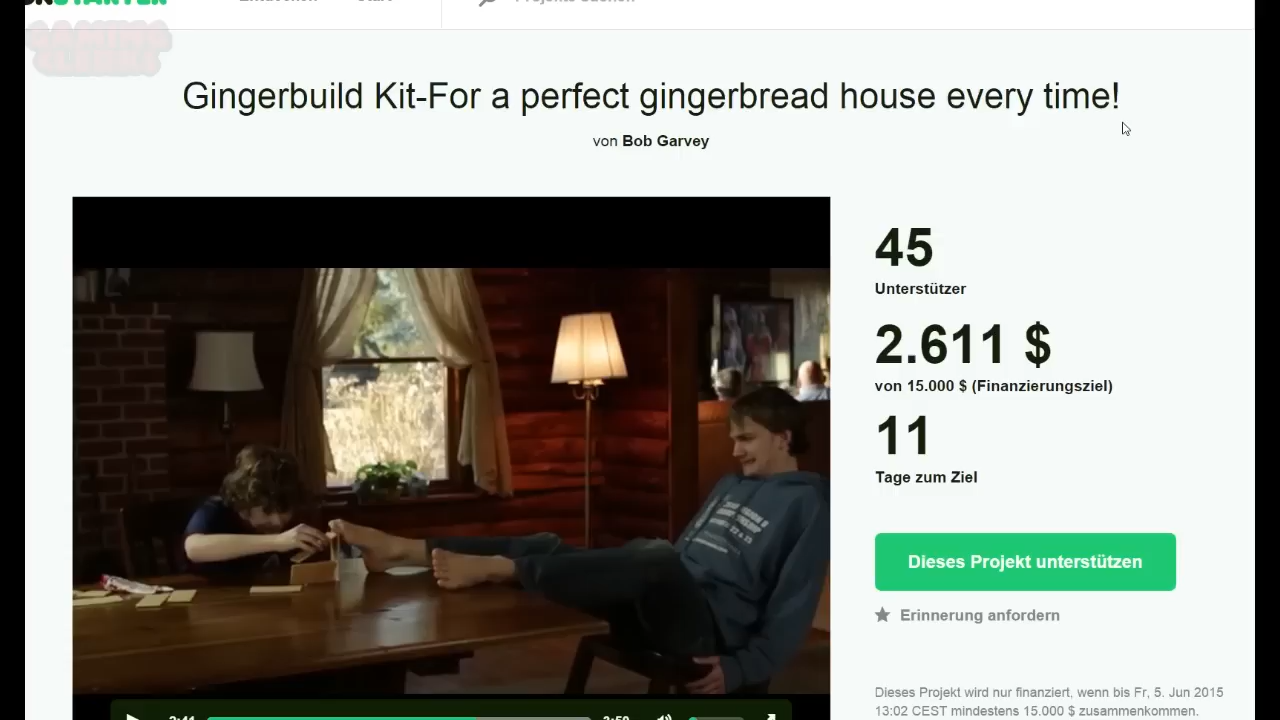 Projekte suchen
Gingerbuild Kit-For a perfect gingerbread house every time!
von Bob Garvey
45
Unterstützer
2.611 $
von 15.000 $ (Finanzierungsziel)
11
Tage zum Ziel
Dieses Projekt unterstützen
Erinnerung anfordern
Dieses Projekt wird nur finanziert, wenn bis Fr, 5. Jun 2015
13:02 CEST mindestens 15.000 $ zusammenkommen.